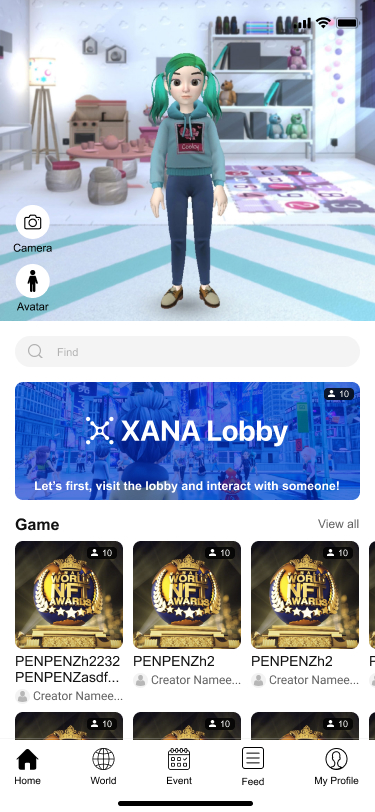 Cooloy
Camera
Avatar
Find
10
XANA Lobby
Let's first, visit the lobby and interact with someone!
Game
View all
10
10
10
WORLD
NFT
AWARDS
WORLD
NFT
AWARDS
WORLD
NFT
AWARDS
PENPENZh2232
PENPENZasdf...
Creator Namee...
PENPENZh2
Creator Namee...
PENPENZh2
Creator Namee...
10
10
10
Home
World
Event
Feed
My Profile